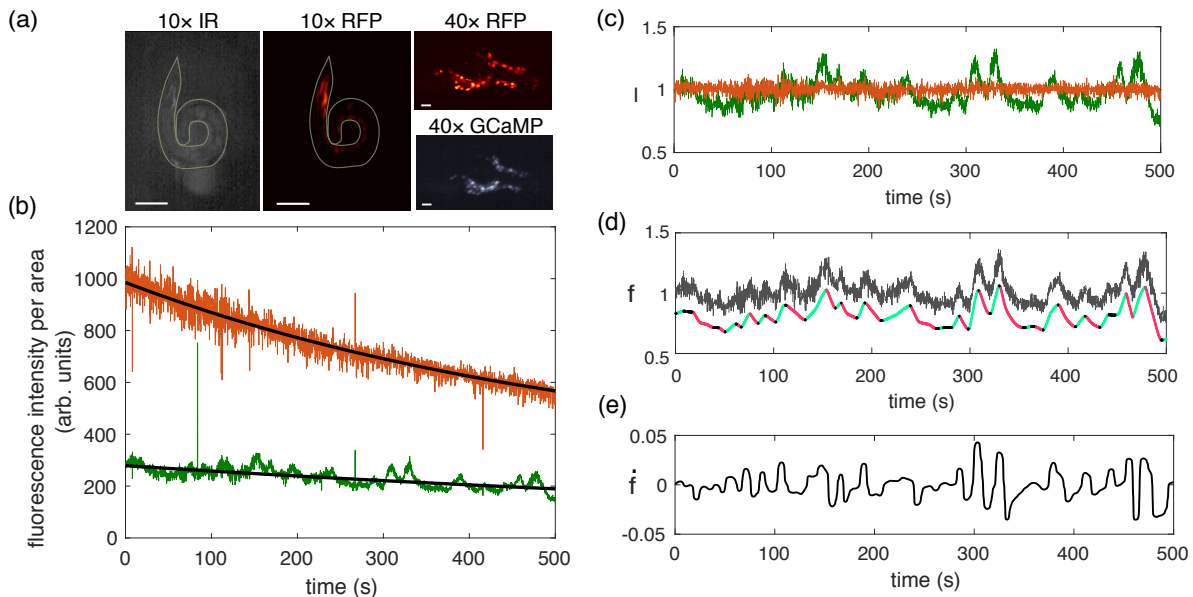 (a)
10× IR
10× RFP
40× RFP
40× GCaMP
(b)
fluorescence intensity per area
(arb. units)
1200
1000
800
600
400
200
0
0 100 200 300 400 500
time (s)
(c)
I
1.5
1
0.5
0 100 200 300 400 500
time (s)
(d)
f
1.5
1
0.5
0 100 200 300 400 500
time (s)
(e)
ḟ
0.05
0
-0.05
0 100 200 300 400 500
time (s)